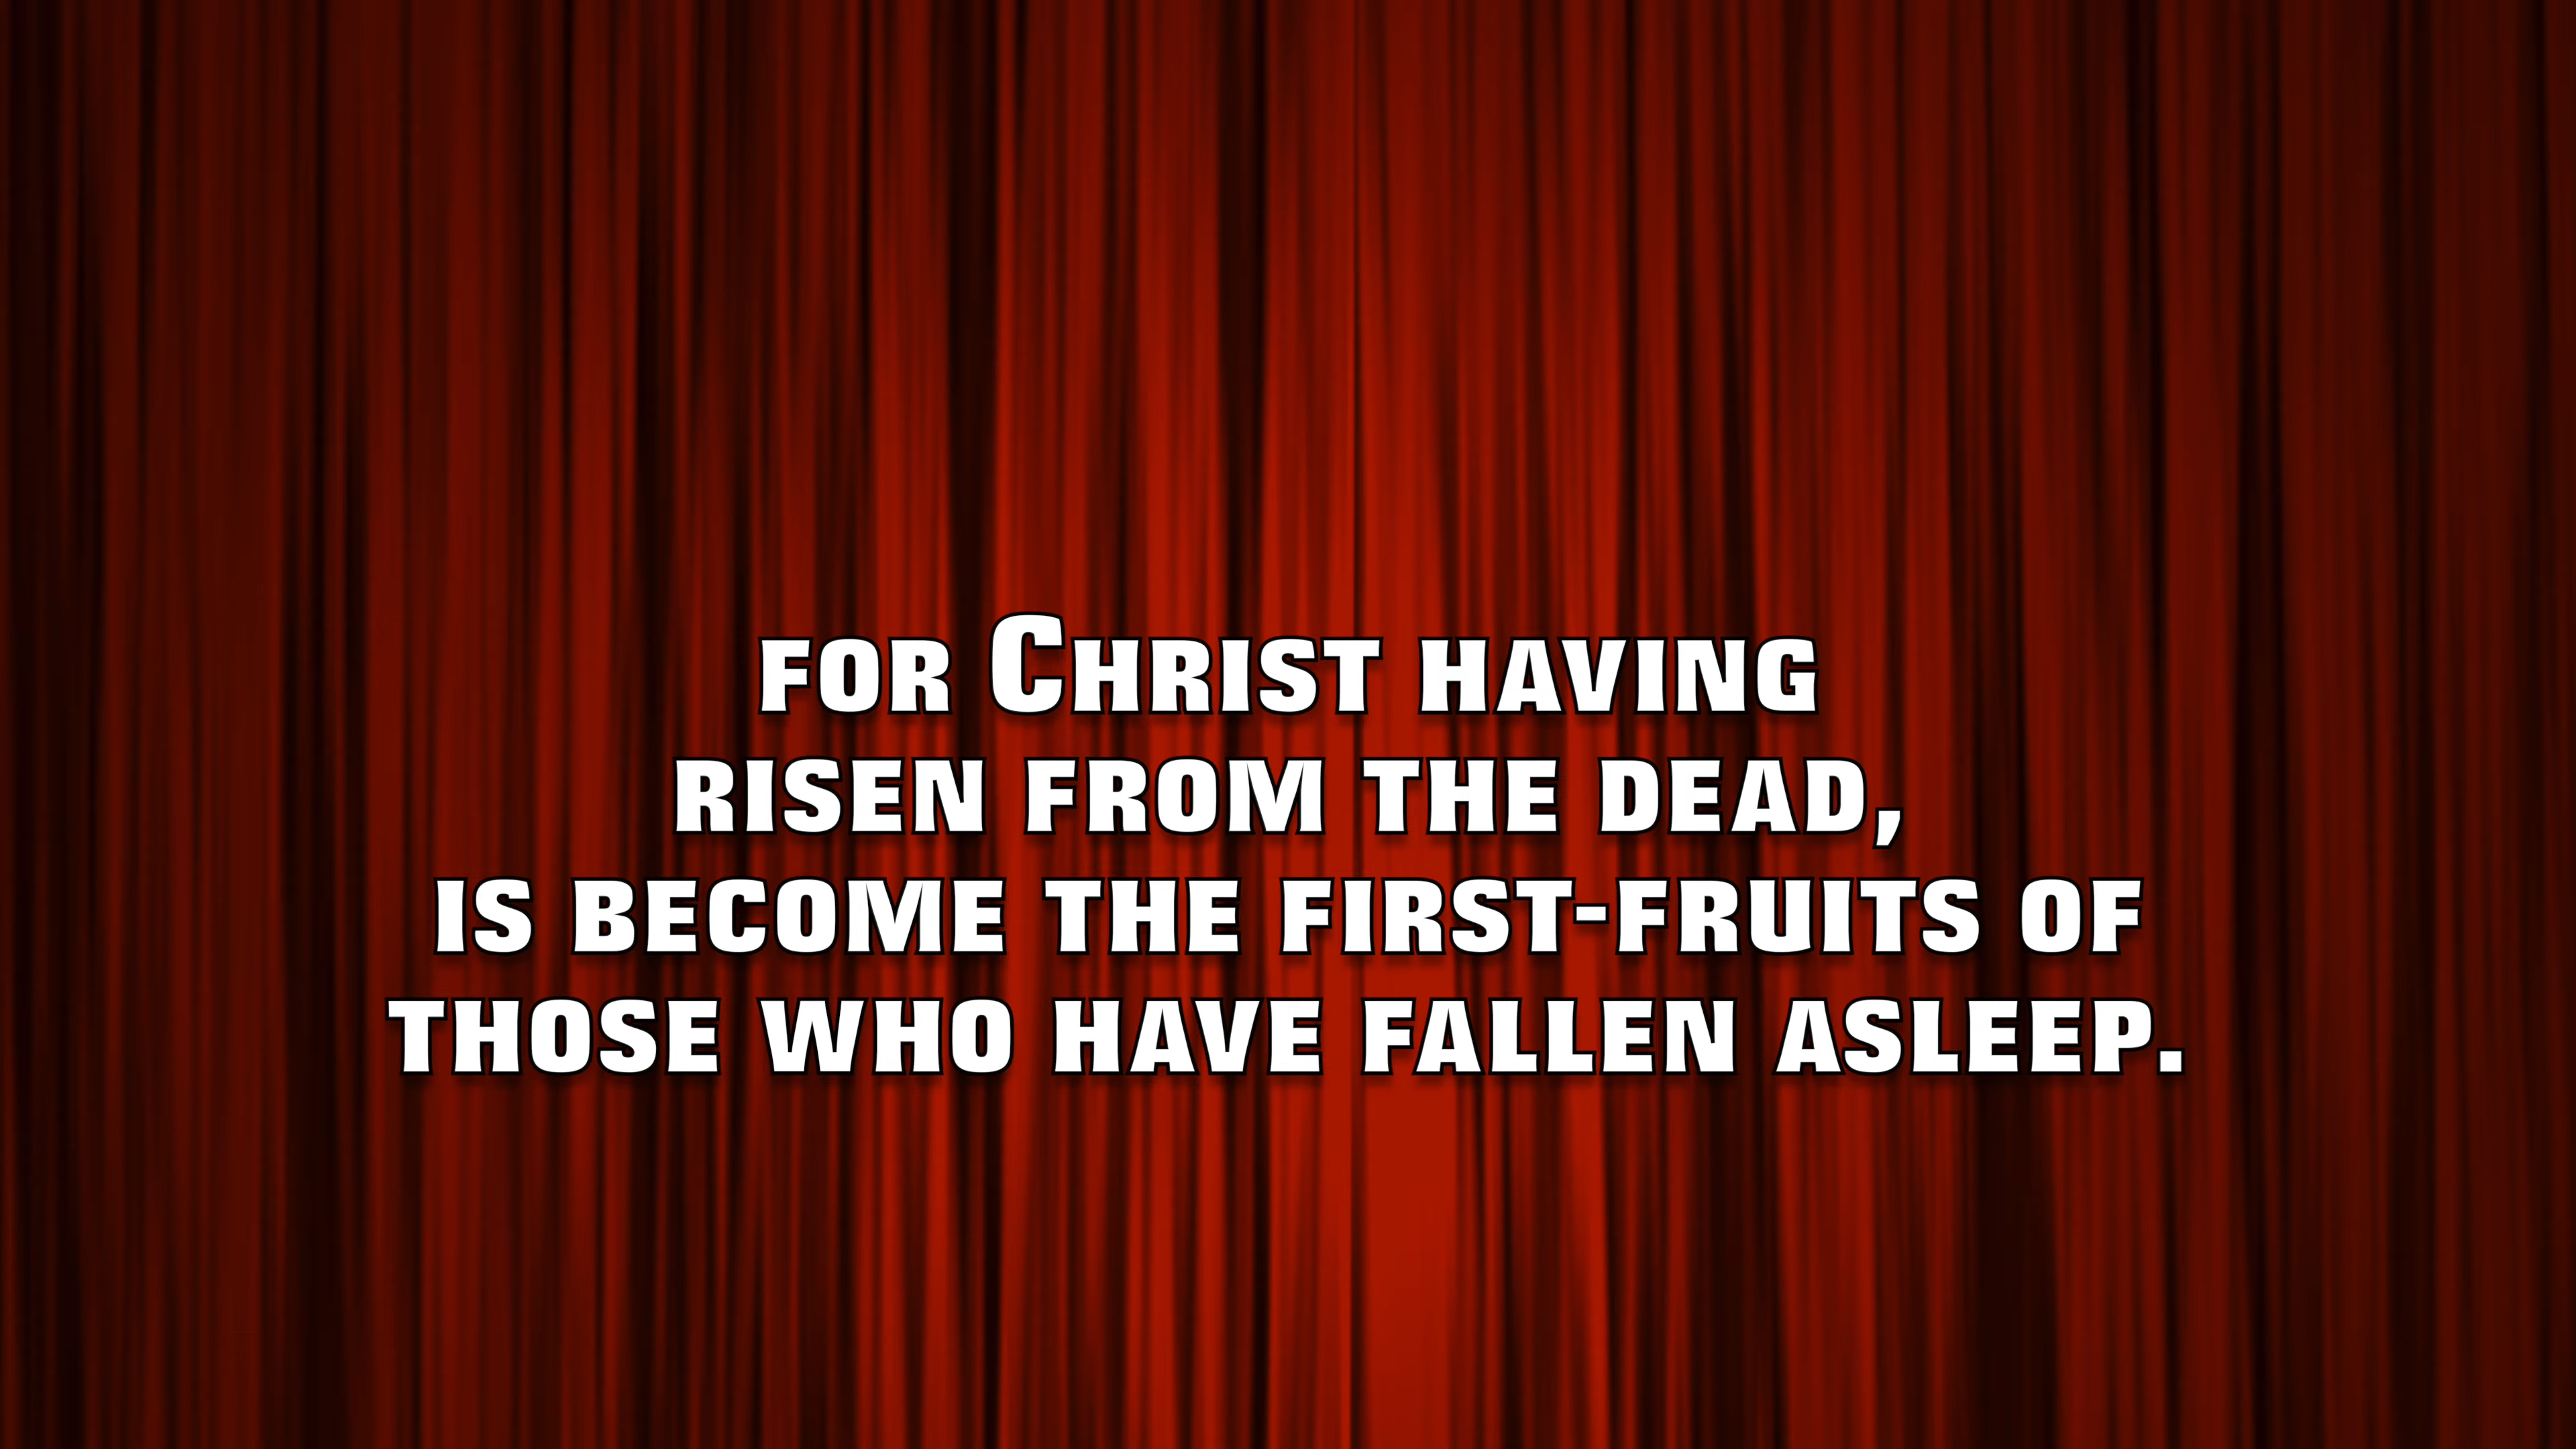 for Christ having
risen from the dead,
is become the first-fruits of
those who have fallen asleep.